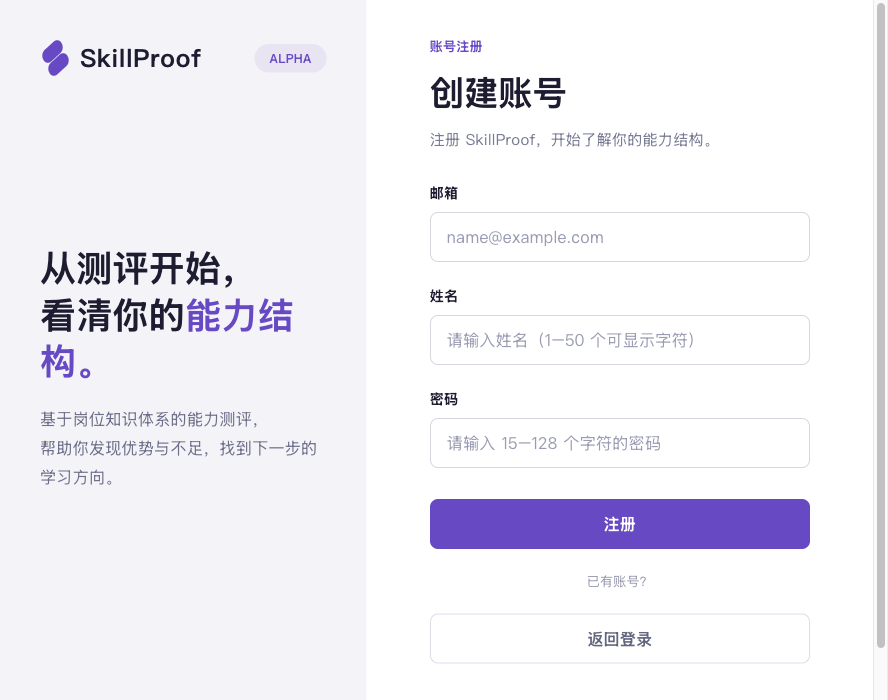 SkillProof
ALPHA
从测评开始，
看清你的能力结
构。
基于岗位知识体系的能力测评，
帮助你发现优势与不足，找到下一步的
学习方向。
账号注册
创建账号
注册 SkillProof，开始了解你的能力结构。
邮箱
name@example.com
姓名
请输入姓名（1–50 个可显示字符）
密码
请输入 15–128 个字符的密码
注册
已有账号?
返回登录